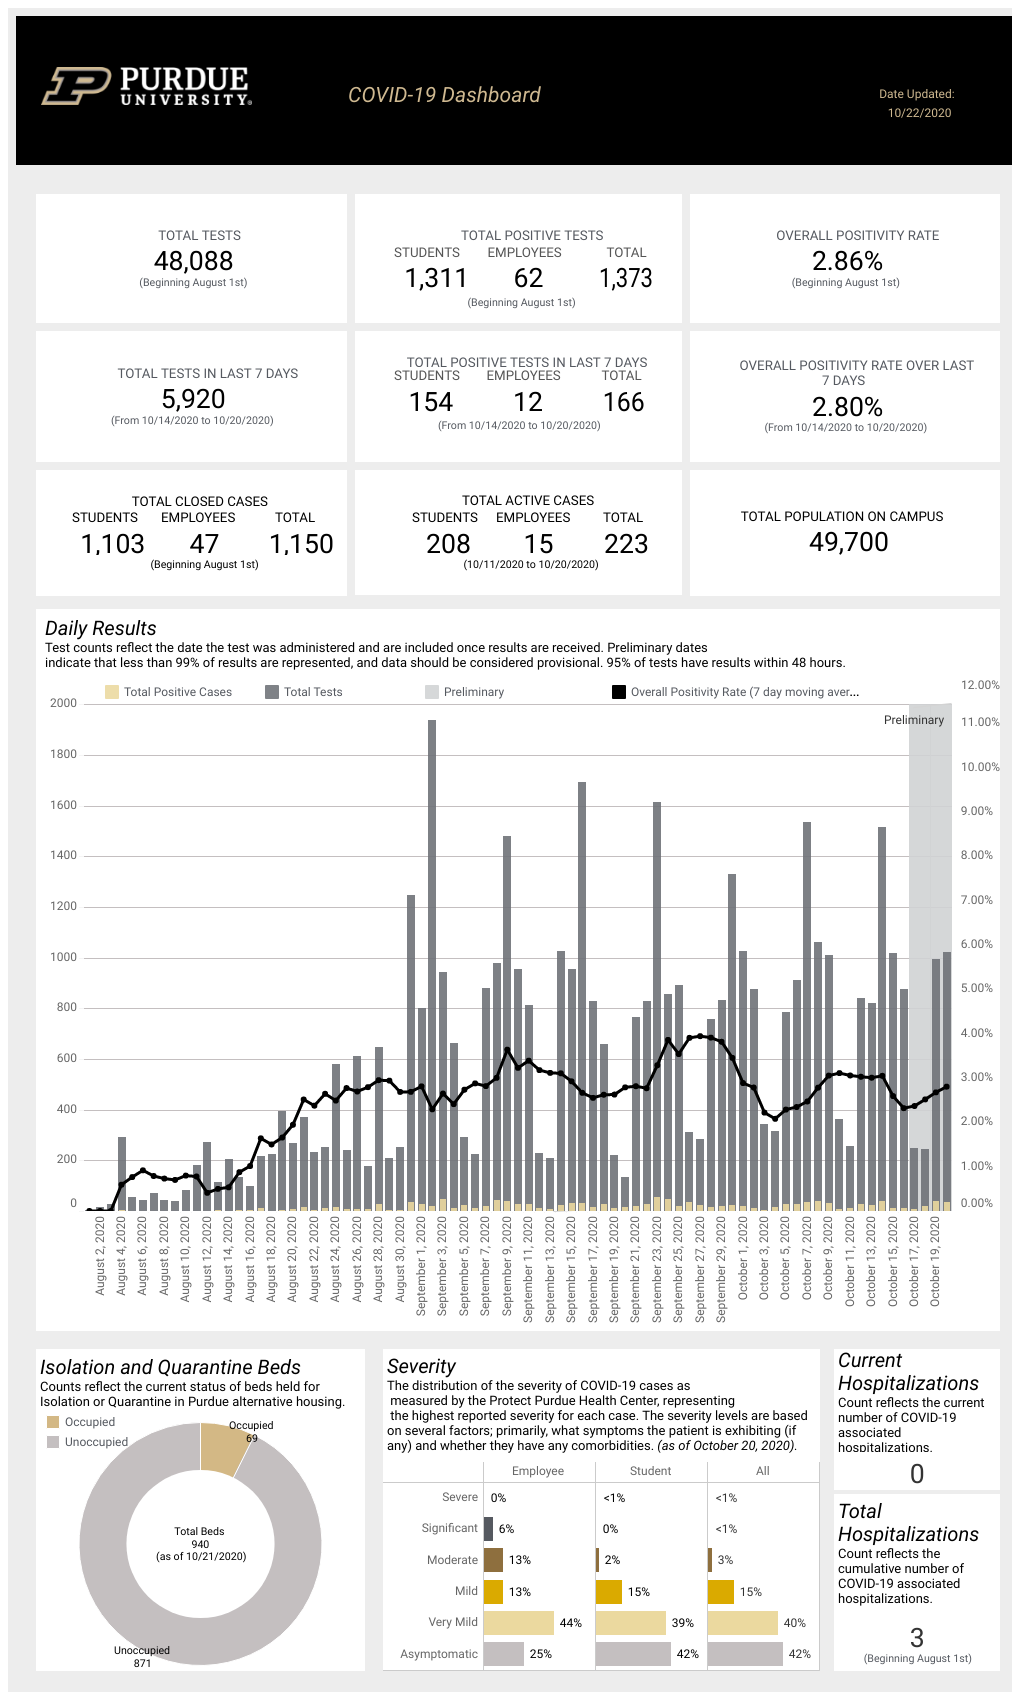 PURDUE
UNIVERSITY®
COVID-19 Dashboard
Date Updated:
10/22/2020
TOTAL TESTS
48,088
(Beginning August 1st)
TOTAL POSITIVE TESTS
STUDENTS EMPLOYEES TOTAL
1,311 62 1,373
(Beginning August 1st)
OVERALL POSITIVITY RATE
2.86%
(Beginning August 1st)
TOTAL TESTS IN LAST 7 DAYS
5,920
(From 10/14/2020 to 10/20/2020)
TOTAL POSITIVE TESTS IN LAST 7 DAYS
STUDENTS EMPLOYEES TOTAL
154 12 166
(From 10/14/2020 to 10/20/2020)
OVERALL POSITIVITY RATE OVER LAST
7 DAYS
2.80%
(From 10/14/2020 to 10/20/2020)
TOTAL CLOSED CASES
STUDENTS EMPLOYEES TOTAL
1,103 47 1,150
(Beginning August 1st)
TOTAL ACTIVE CASES
STUDENTS EMPLOYEES TOTAL
208 15 223
(10/11/2020 to 10/20/2020)
TOTAL POPULATION ON CAMPUS
49,700
Daily Results
Test counts reflect the date the test was administered and are included once results are received. Preliminary dates
indicate that less than 99% of results are represented, and data should be considered provisional. 95% of tests have results within 48 hours.
Total Positive Cases Total Tests Preliminary Overall Positivity Rate (7 day moving aver...
2000
1800
1600
1400
1200
1000
800
600
400
200
0
Preliminary
12.00%
11.00%
10.00%
9.00%
8.00%
7.00%
6.00%
5.00%
4.00%
3.00%
2.00%
1.00%
0.00%
August 2, 2020
August 4, 2020
August 6, 2020
August 8, 2020
August 10, 2020
August 12, 2020
August 14, 2020
August 16, 2020
August 18, 2020
August 20, 2020
August 22, 2020
August 24, 2020
August 26, 2020
August 28, 2020
August 30, 2020
September 1, 2020
September 3, 2020
September 5, 2020
September 7, 2020
September 9, 2020
September 11, 2020
September 13, 2020
September 15, 2020
September 17, 2020
September 19, 2020
September 21, 2020
September 23, 2020
September 25, 2020
September 27, 2020
September 29, 2020
October 1, 2020
October 3, 2020
October 5, 2020
October 7, 2020
October 9, 2020
October 11, 2020
October 13, 2020
October 15, 2020
October 17, 2020
October 19, 2020
Isolation and Quarantine Beds
Counts reflect the current status of beds held for
Isolation or Quarantine in Purdue alternative housing.
Occupied
Unoccupied
Occupied
69
Total Beds
940
(as of 10/21/2020)
Unoccupied
871
Severity
The distribution of the severity of COVID-19 cases as
measured by the Protect Purdue Health Center, representing
the highest reported severity for each case. The severity levels are based
on several factors; primarily, what symptoms the patient is exhibiting (if
any) and whether they have any comorbidities. (as of October 20, 2020).
Employee Student All
Severe 0% <1% <1%
Significant 6% 0% <1%
Moderate 13% 2% 3%
Mild 13% 15% 15%
Very Mild 44% 39% 40%
Asymptomatic 25% 42% 42%
Current
Hospitalizations
Count reflects the current
number of COVID-19
associated
hospitalizations.
0
Total
Hospitalizations
Count reflects the
cumulative number of
COVID-19 associated
hospitalizations.
3
(Beginning August 1st)